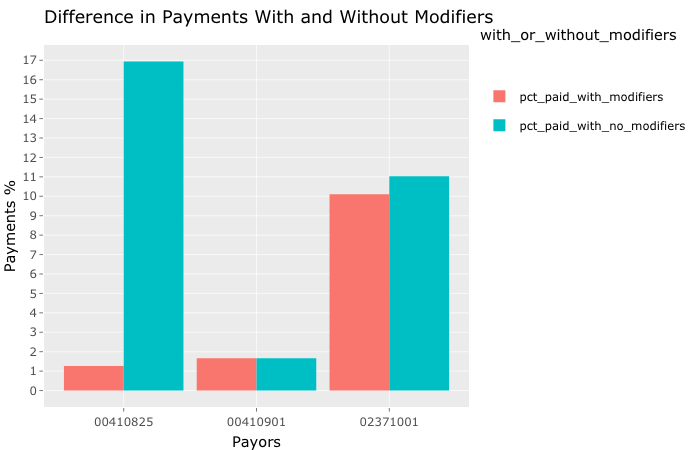 Difference in Payments With and Without Modifiers
with_or_without_modifiers
pct_paid_with_modifiers
pct_paid_with_no_modifiers
Payments %
17
16
15
14
13
12
11
10
9
8
7
6
5
4
3
2
1
0
00410825 00410901 02371001
Payors